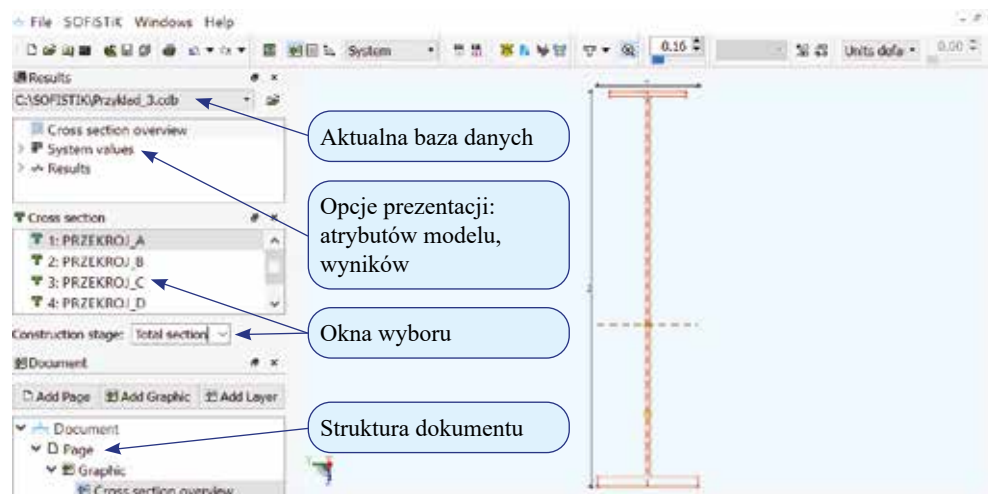 File SOFiSTiK Windows Help
System 0.16 Units defa 0.00
Results
C:\SOFISTIK\Przyklad_3.cdb
Cross section overview
System values
Results
Cross section
1: PRZEKROJ_A
2: PRZEKROJ_B
3: PRZEKROJ_C
4: PRZEKROJ_D
Construction stage: Total section
Document
Add Page Add Graphic Add Layer
Document
Page
Graphic
Cross section overview
Aktualna baza danych
Opcje prezentacji:
atrybutów modelu,
wyników
Okna wyboru
Struktura dokumentu